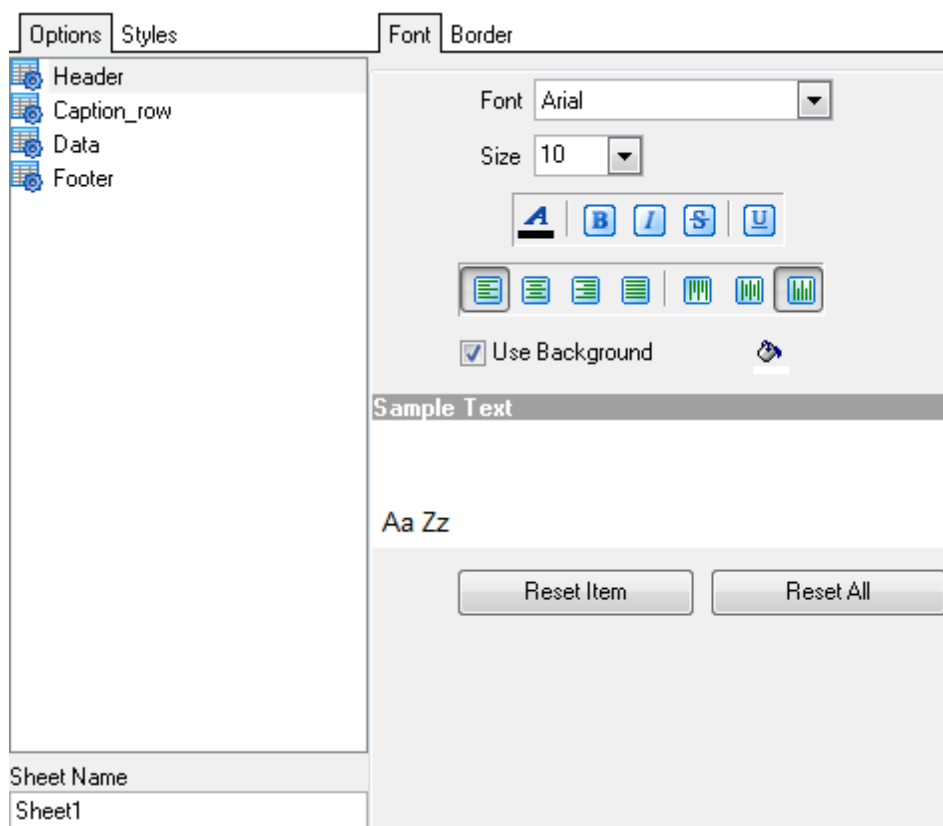 Options Styles
Header
Caption_row
Data
Footer
Sheet Name
Sheet1
Font Border
Font Arial
Size 10
A B I S U
Use Background
Sample Text
Aa Zz
Reset Item Reset All